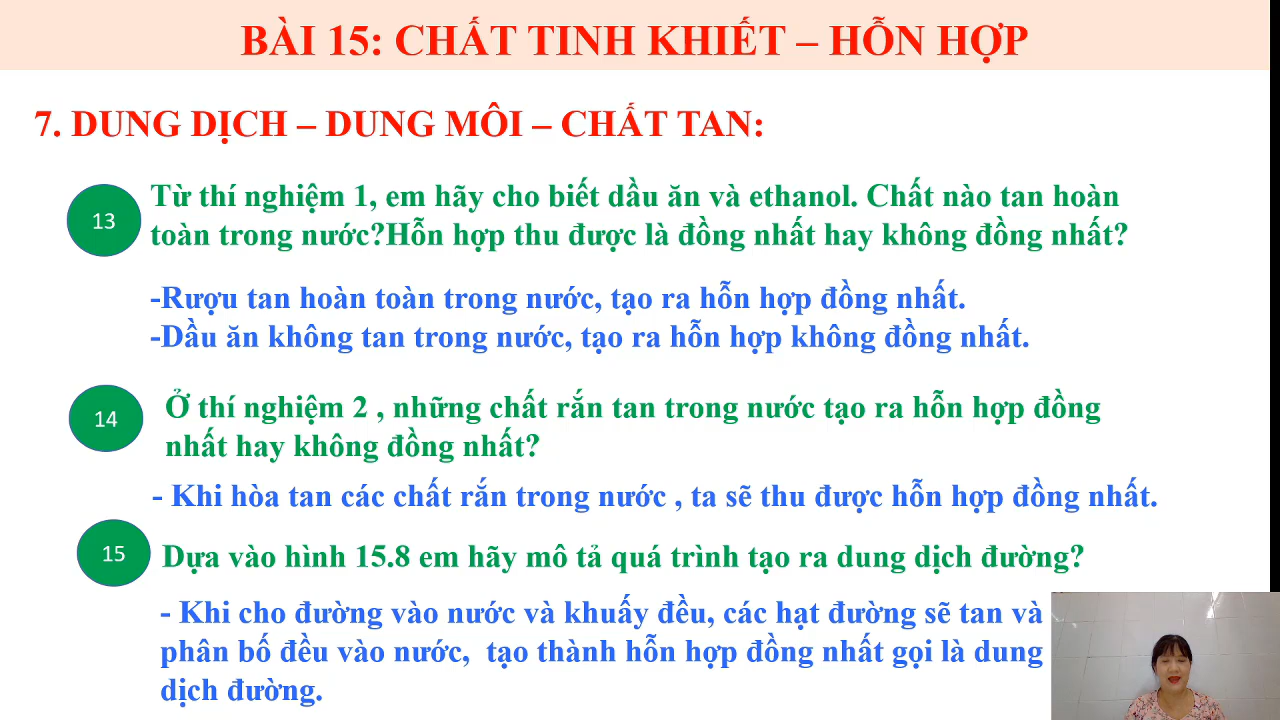 BÀI 15: CHẤT TINH KHIẾT – HỖN HỢP
7. DUNG DỊCH – DUNG MÔI – CHẤT TAN:
13
Từ thí nghiệm 1, em hãy cho biết dầu ăn và ethanol. Chất nào tan hoàn
toàn trong nước?Hỗn hợp thu được là đồng nhất hay không đồng nhất?
-Rượu tan hoàn toàn trong nước, tạo ra hỗn hợp đồng nhất.
-Dầu ăn không tan trong nước, tạo ra hỗn hợp không đồng nhất.
14
Ở thí nghiệm 2 , những chất rắn tan trong nước tạo ra hỗn hợp đồng
nhất hay không đồng nhất?
- Khi hòa tan các chất rắn trong nước , ta sẽ thu được hỗn hợp đồng nhất.
15
Dựa vào hình 15.8 em hãy mô tả quá trình tạo ra dung dịch đường?
- Khi cho đường vào nước và khuấy đều, các hạt đường sẽ tan và
phân bố đều vào nước, tạo thành hỗn hợp đồng nhất gọi là dung
dịch đường.